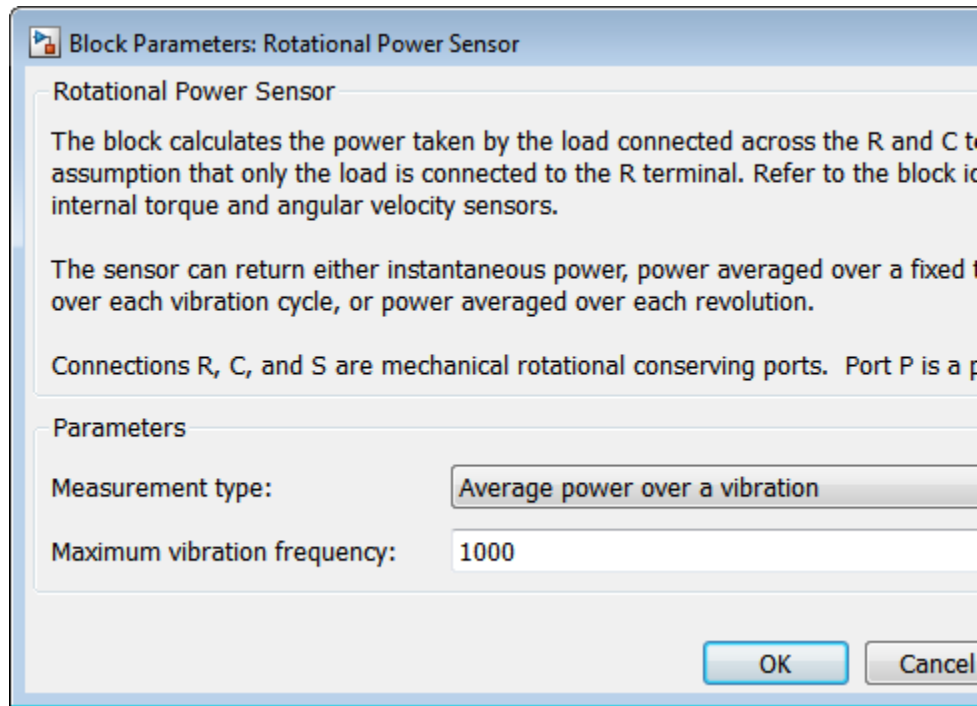 Block Parameters: Rotational Power Sensor
Rotational Power Sensor
The block calculates the power taken by the load connected across the R and C
assumption that only the load is connected to the R terminal. Refer to the block
internal torque and angular velocity sensors.
The sensor can return either instantaneous power, power averaged over a fixed
over each vibration cycle, or power averaged over each revolution.
Connections R, C, and S are mechanical rotational conserving ports. Port P is a
Parameters
Measurement type:
Average power over a vibration
Maximum vibration frequency:
1000
OK
Cancel